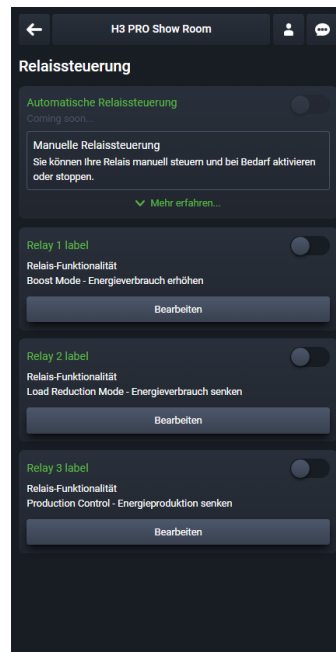 H3 PRO Show Room
Relaissteuerung
Automatische Relaissteuerung
Coming soon...
Manuelle Relaissteuerung
Sie können Ihre Relais manuell steuern und bei Bedarf aktivieren
oder stoppen.
Mehr erfahren...
Relay 1 label
Relais-Funktionalität
Boost Mode - Energieverbrauch erhöhen
Bearbeiten
Relay 2 label
Relais-Funktionalität
Load Reduction Mode - Energieverbrauch senken
Bearbeiten
Relay 3 label
Relais-Funktionalität
Production Control - Energieproduktion senken
Bearbeiten